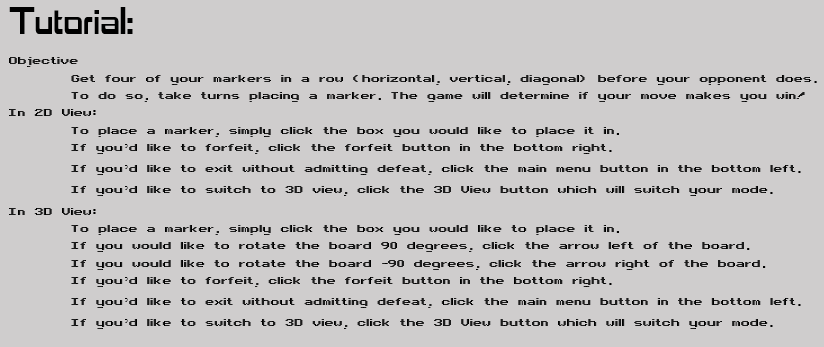 Tutorial:
Objective
Get four of your markers in a row (horizontal, vertical, diagonal) before your opponent does.
To do so, take turns placing a marker. The game will determine if your move makes you win!
In 2D View:
To place a marker, simply click the box you would like to place it in.
If you'd like to forfeit, click the forfeit button in the bottom right.
If you'd like to exit without admitting defeat, click the main menu button in the bottom left.
If you'd like to switch to 3D view, click the 3D View button which will switch your mode.
In 3D View:
To place a marker, simply click the box you would like to place it in.
If you would like to rotate the board 90 degrees, click the arrow left of the board.
If you would like to rotate the board -90 degrees, click the arrow right of the board.
If you'd like to forfeit, click the forfeit button in the bottom right.
If you'd like to exit without admitting defeat, click the main menu button in the bottom left.
If you'd like to switch to 3D view, click the 3D View button which will switch your mode.